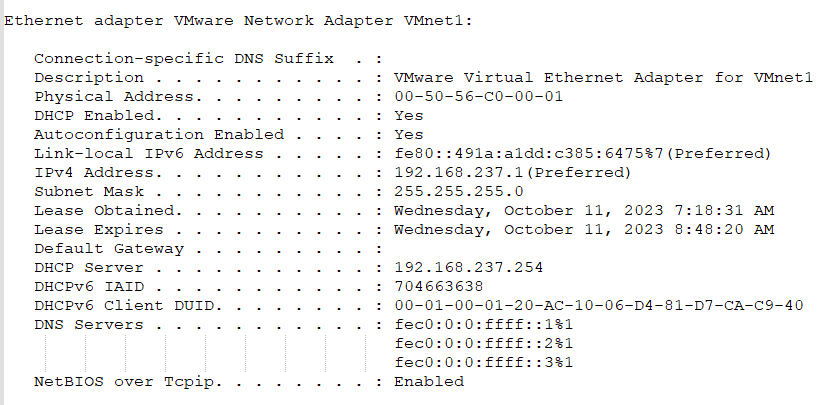 Ethernet adapter VMware Network Adapter VMnet1:
Connection-specific DNS Suffix . :
Description . . . . . . . . . . . : VMware Virtual Ethernet Adapter for VMnet1
Physical Address. . . . . . . . . : 00-50-56-C0-00-01
DHCP Enabled. . . . . . . . . . . : Yes
Autoconfiguration Enabled . . . . : Yes
Link-local IPv6 Address . . . . . : fe80::491a:a1dd:c385:6475%7(Preferred)
IPv4 Address. . . . . . . . . . . : 192.168.237.1(Preferred)
Subnet Mask . . . . . . . . . . . : 255.255.255.0
Lease Obtained. . . . . . . . . . : Wednesday, October 11, 2023 7:18:31 AM
Lease Expires . . . . . . . . . . : Wednesday, October 11, 2023 8:48:20 AM
Default Gateway . . . . . . . . . :
DHCP Server . . . . . . . . . . . : 192.168.237.254
DHCPv6 IAID . . . . . . . . . . . : 704663638
DHCPv6 Client DUID. . . . . . . . : 00-01-00-01-20-AC-10-06-D4-81-D7-CA-C9-40
DNS Servers . . . . . . . . . . . : fec0:0:0:ffff::1%1
fec0:0:0:ffff::2%1
fec0:0:0:ffff::3%1
NetBIOS over Tcpip. . . . . . . . : Enabled